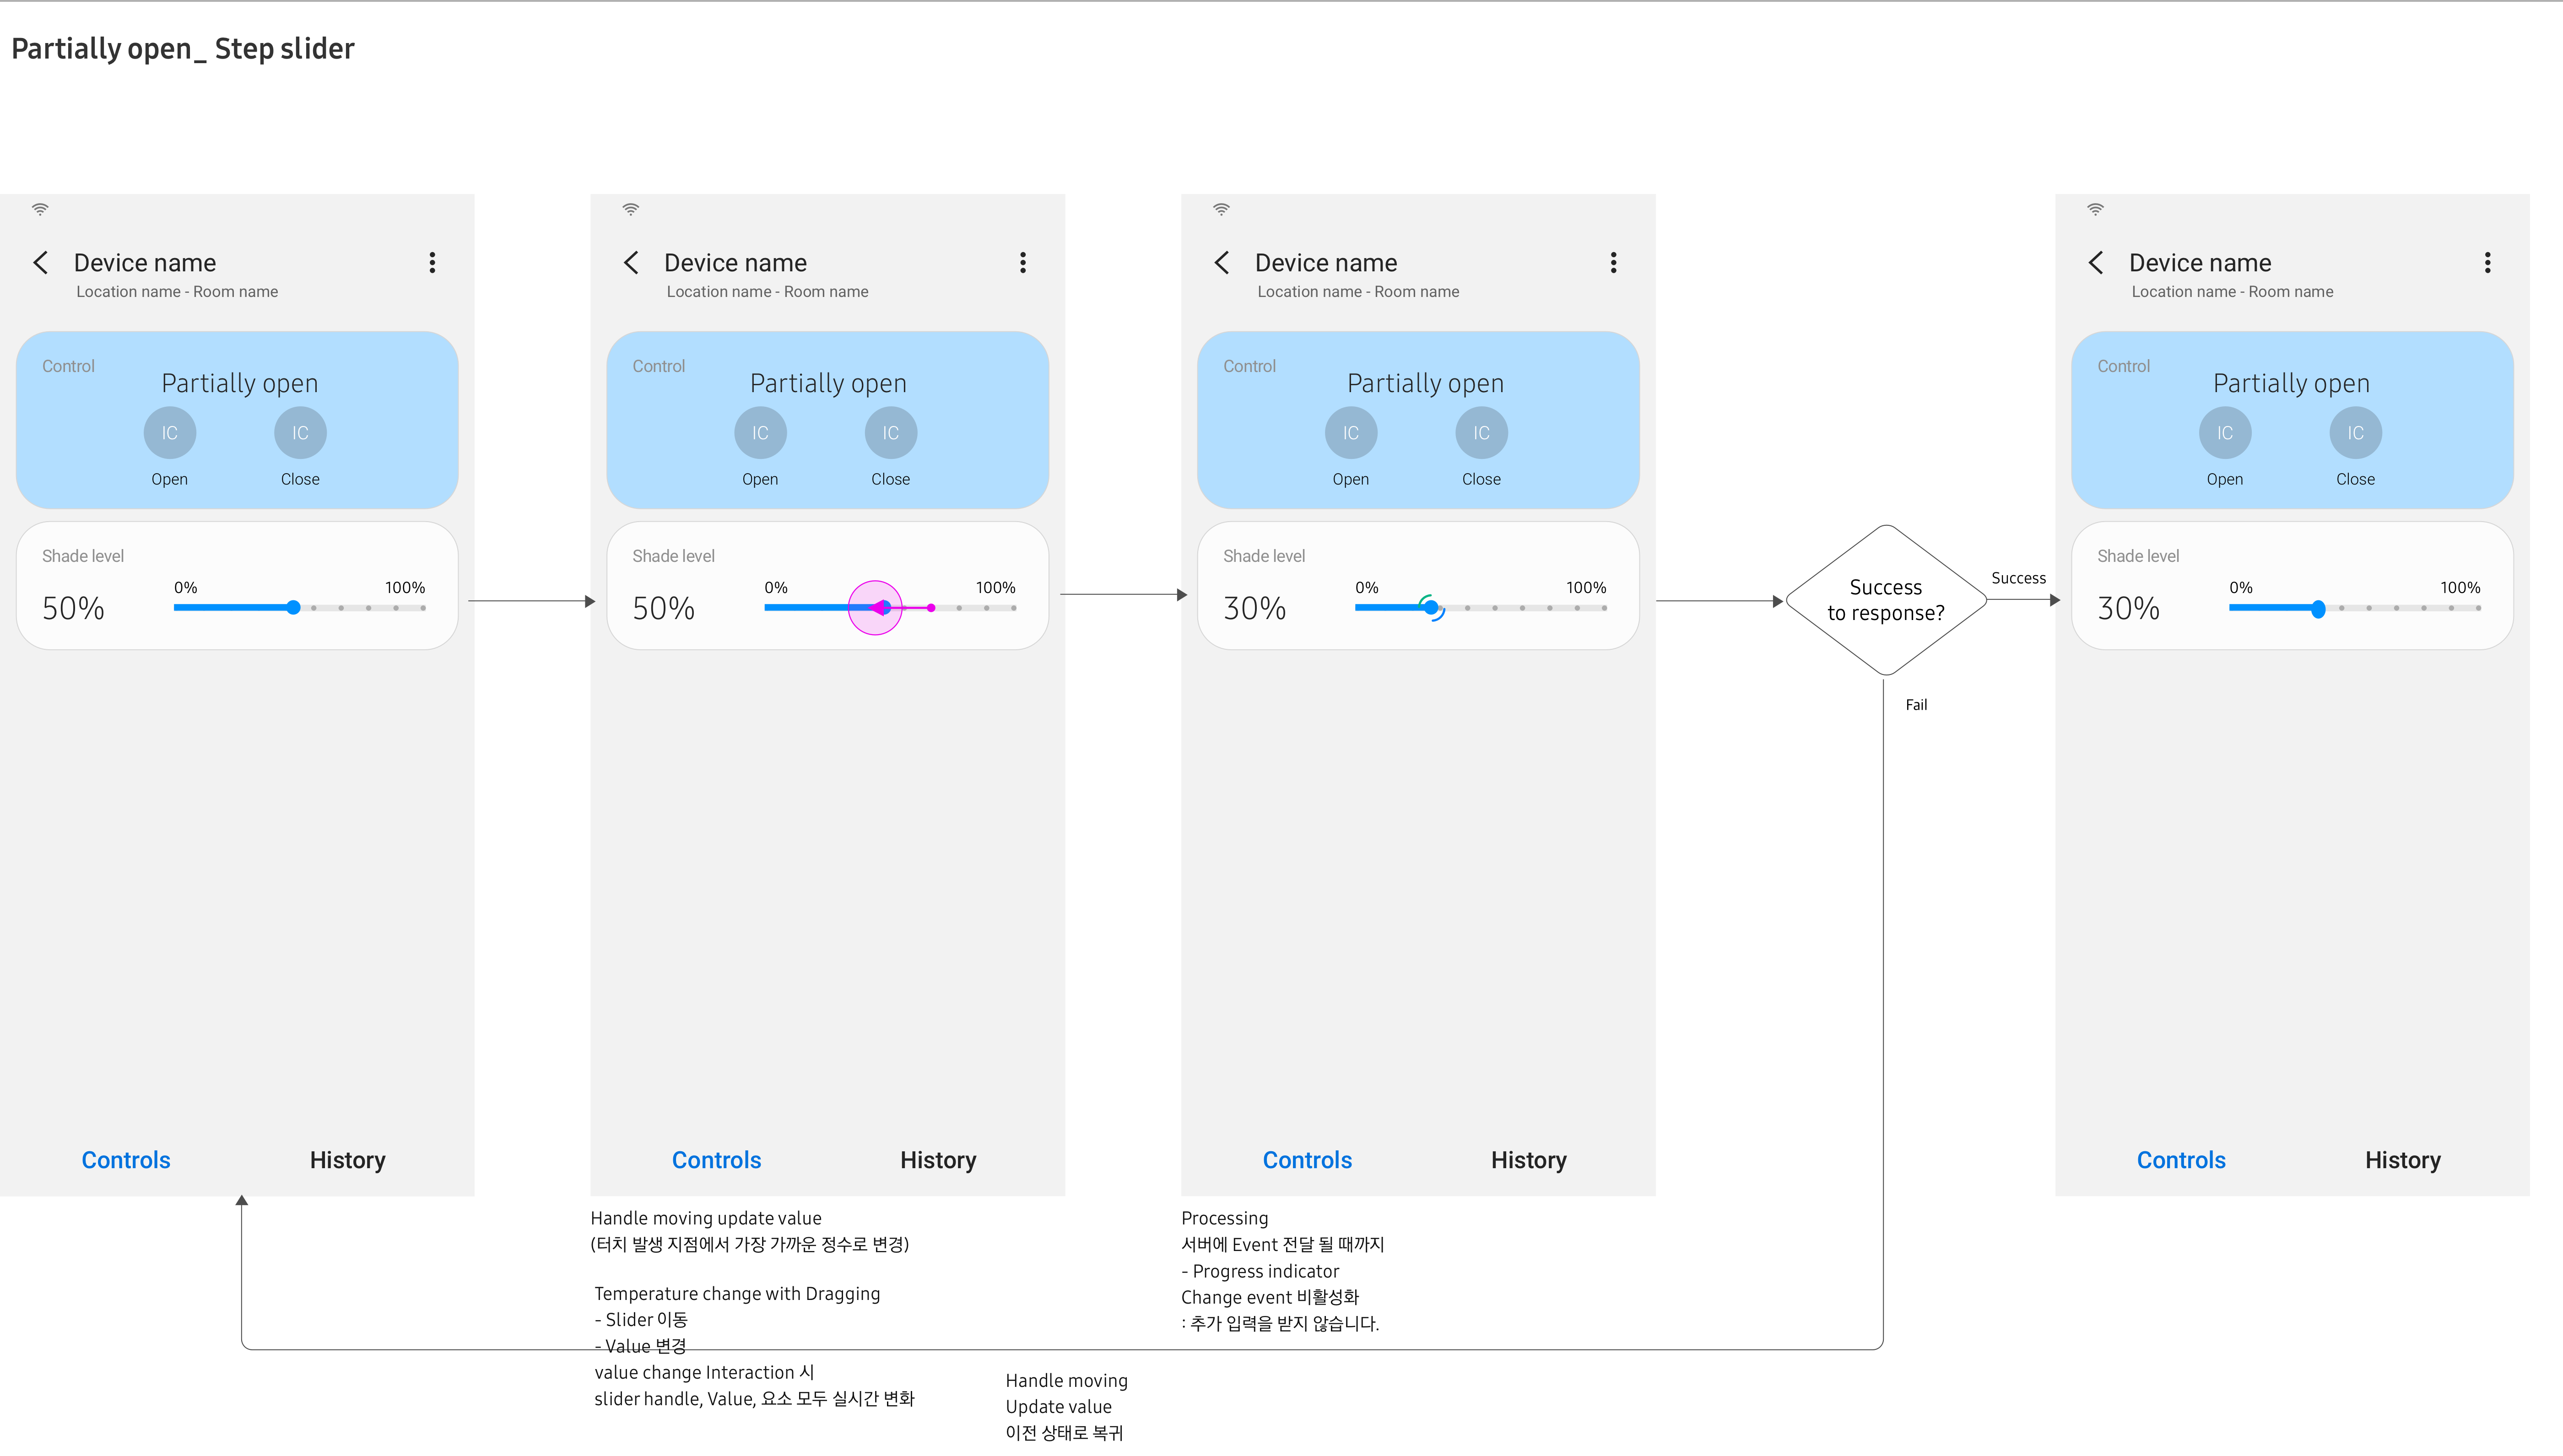 Partially open_ Step slider
Device name
Location name - Room name
Control
Partially open
IC
IC
Open
Close
Shade level
0%
100%
50%
Controls
History
Device name
Location name - Room name
Control
Partially open
IC
IC
Open
Close
Shade level
0%
100%
50%
Controls
History
Handle moving update value
(터치 발생 지점에서 가장 가까운 정수로 변경)
Temperature change with Dragging
- Slider 이동
- Value 변경
value change Interaction 시
slider handle, Value, 요소 모두 실시간 변화
Device name
Location name - Room name
Control
Partially open
IC
IC
Open
Close
Shade level
0%
100%
30%
Controls
History
Processing
서버에 Event 전달 될 때까지
- Progress indicator
Change event 비활성화
: 추가 입력을 받지 않습니다.
Success
to response?
Success
Fail
Handle moving
Update value
이전 상태로 복귀
Device name
Location name - Room name
Control
Partially open
IC
IC
Open
Close
Shade level
0%
100%
30%
Controls
History